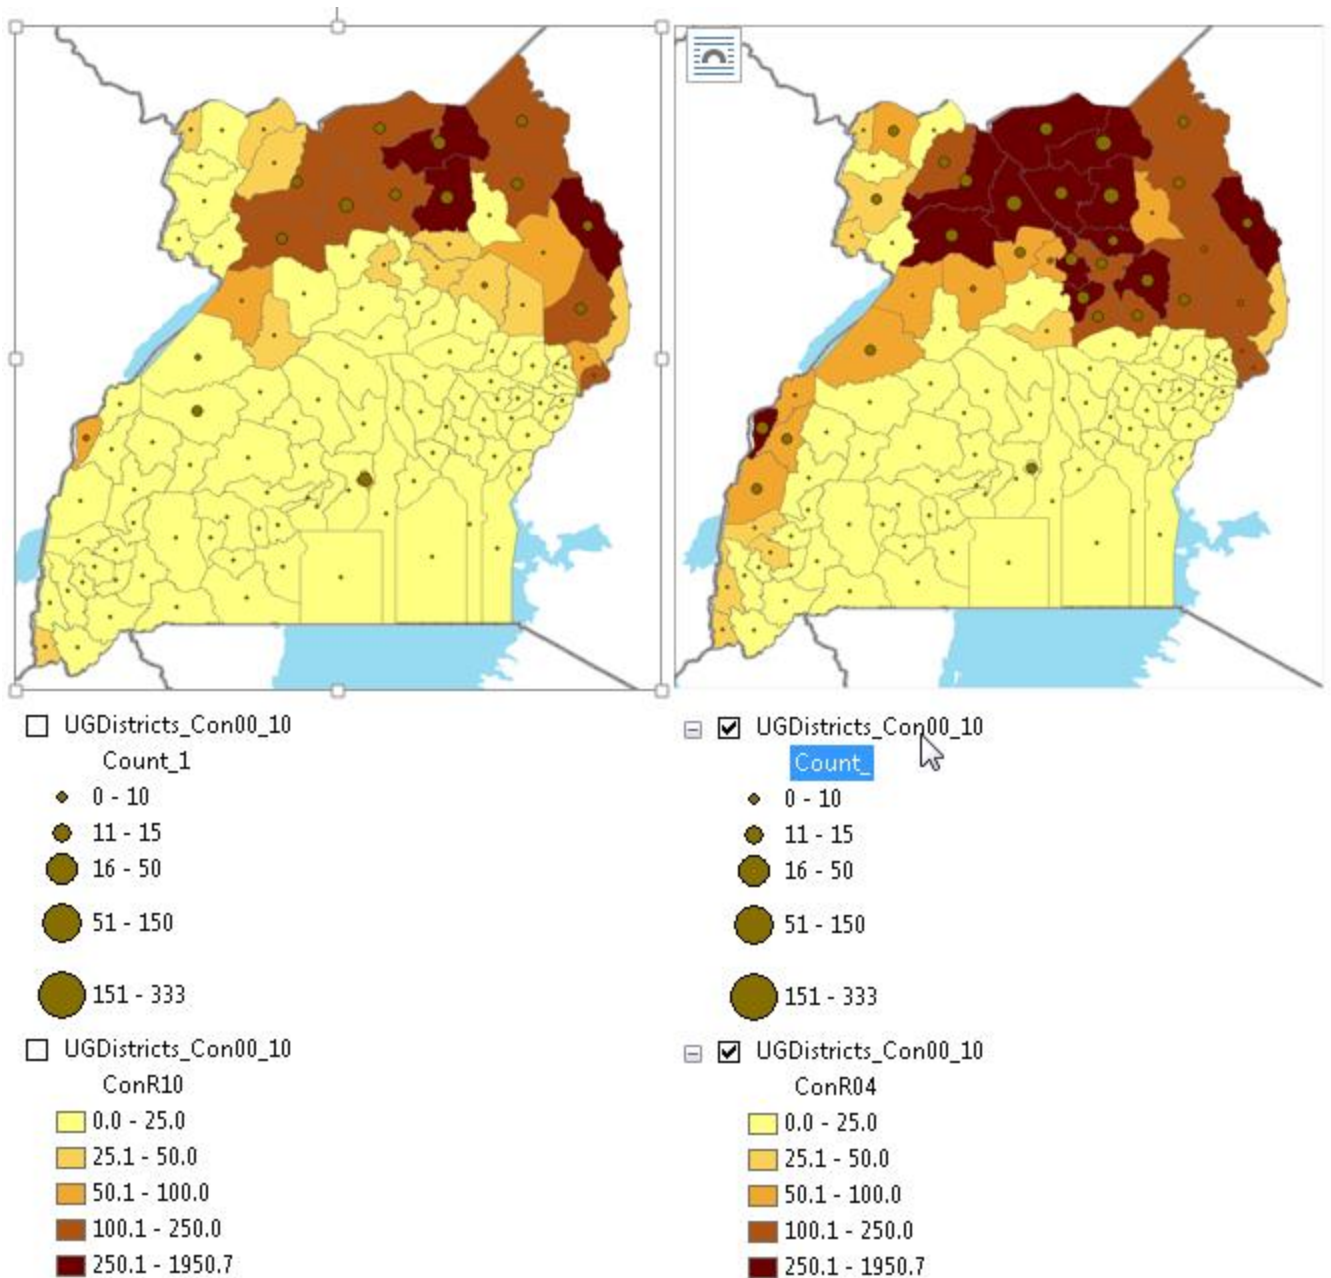 UGDistricts_Con00_10
Count_1
0 - 10
11 - 15
16 - 50
51 - 150
151 - 333
UGDistricts_Con00_10
ConR10
0.0 - 25.0
25.1 - 50.0
50.1 - 100.0
100.1 - 250.0
250.1 - 1950.7
UGDistricts_Con00_10
Count_
0 - 10
11 - 15
16 - 50
51 - 150
151 - 333
UGDistricts_Con00_10
ConR04
0.0 - 25.0
25.1 - 50.0
50.1 - 100.0
100.1 - 250.0
250.1 - 1950.7